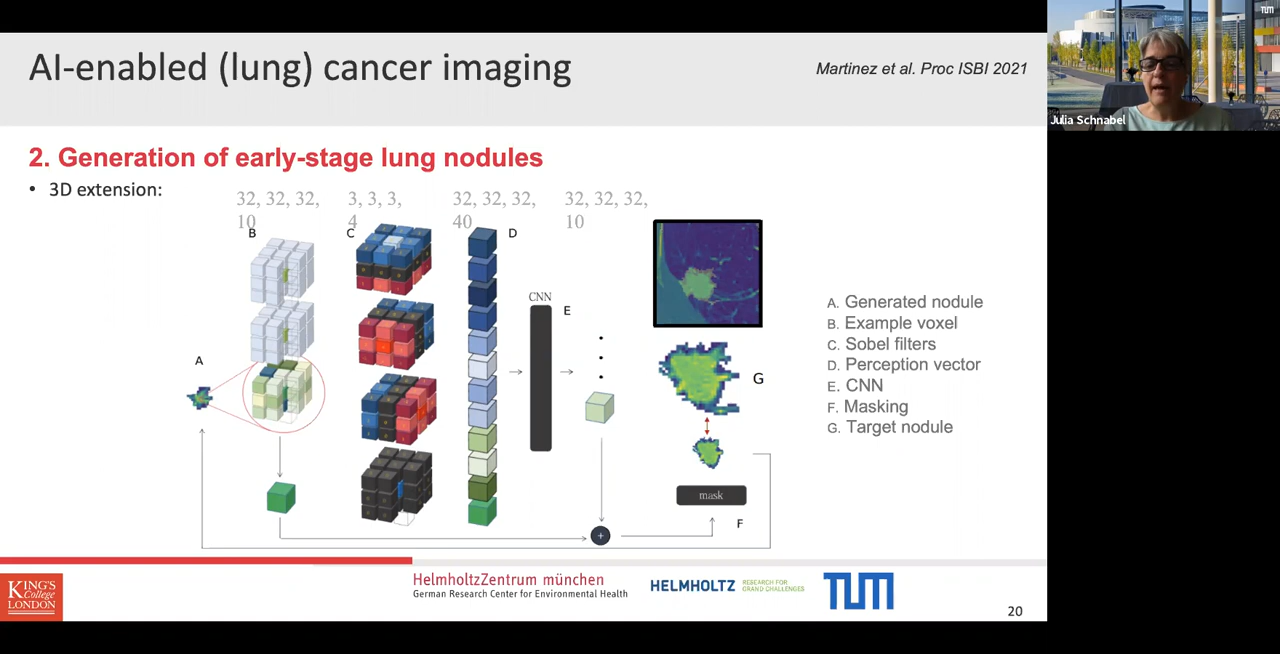 AI-enabled (lung) cancer imaging
Martinez et al. Proc ISBI 2021
TUM
Julia Schnabel
2. Generation of early-stage lung nodules
• 3D extension:
32, 32, 32,
10
3, 3, 3,
4
32, 32, 32,
40
32, 32, 32,
10
B
C
D
CNN
E
A
G
mask
F
+
A. Generated nodule
B. Example voxel
C. Sobel filters
D. Perception vector
E. CNN
F. Masking
G. Target nodule
KING'S
College
LONDON
HelmholtzZentrum münchen
German Research Center for Environmental Health
HELMHOLTZ
RESEARCH FOR
GRAND CHALLENGES
TUM
20